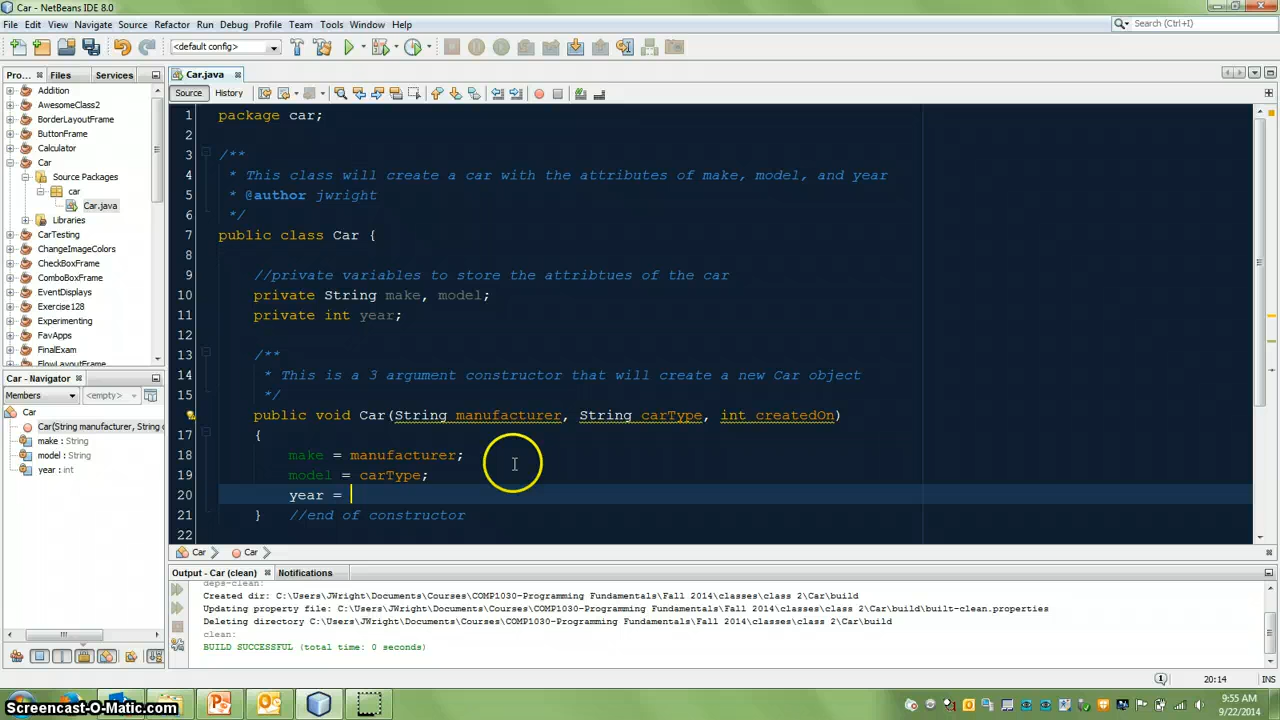 Car - NetBeans IDE 8.0
File Edit View Navigate Source Refactor Run Debug Profile Team Tools Window Help
Search (Ctrl+I)
<default config>
Pro... Files Services
Car.java
Source History
Addition
AwesomeClass2
BorderLayoutFrame
ButtonFrame
Calculator
Car
Source Packages
car
Car.java
Libraries
CarTesting
ChangeImageColors
CheckBoxFrame
ComboBoxFrame
EventDisplays
Exercise128
Experimenting
FavApps
FinalExam
FlowLayoutFrame
1 package car;
2
3 /**
4 * This class will create a car with the attributes of make, model, and year
5 * @author jwright
6 */
7 public class Car {
8
9 //private variables to store the attribtues of the car
10 private String make, model;
11 private int year;
12
13 /**
14 * This is a 3 argument constructor that will create a new Car object
15 */
public void Car(String manufacturer, String carType, int createdOn)
17 {
18 make = manufacturer;
19 model = carType;
20 year =
21 } //end of constructor
22
Car - Navigator
Members <empty>
Car
Car(String manufacturer, String c
make : String
model : String
year : int
Car Car
Output - Car (clean) Notifications
deps-clean:
Created dir: C:\Users\JWright\Documents\Courses\COMP1030-Programming Fundamentals\Fall 2014\classes\class 2\Car\build
Updating property file: C:\Users\JWright\Documents\Courses\COMP1030-Programming Fundamentals\Fall 2014\classes\class 2\Car\build\built-clean.properties
Deleting directory C:\Users\JWright\Documents\Courses\COMP1030-Programming Fundamentals\Fall 2014\classes\class 2\Car\build
clean:
BUILD SUCCESSFUL (total time: 0 seconds)
20:14 INS
Screencast-O-Matic.com
9:55 AM
9/22/2014